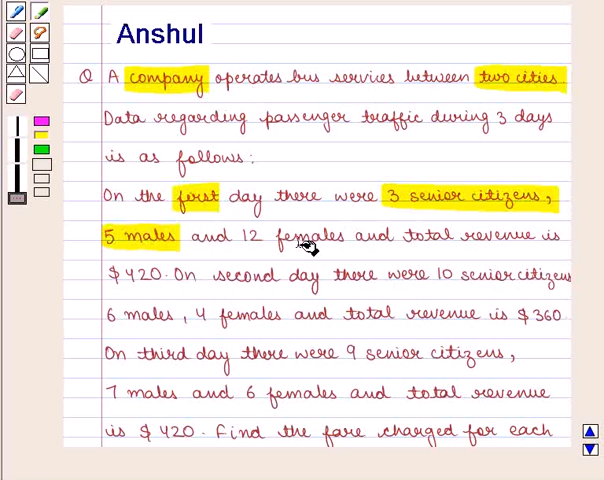 Anshul
Q A company operates bus services between two cities.
Data regarding passenger traffic during 3 days
is as follows:
On the first day there were 3 senior citizens,
5 males and 12 females and total revenue is
$420. On second day there were 10 senior citizens
6 males, 4 females and total revenue is $360.
On third day there were 9 senior citizens,
7 males and 6 females and total revenue
is $420. Find the fare charged for each